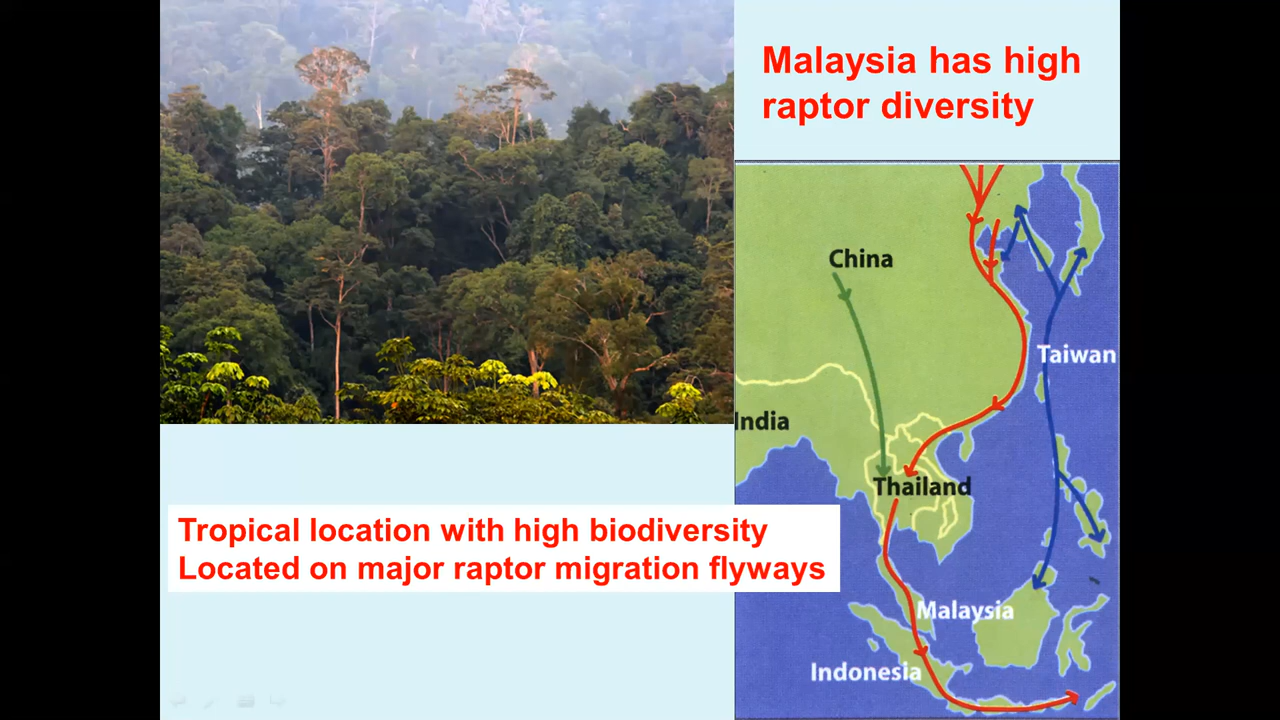 Malaysia has high
raptor diversity
China
Taiwan
India
Thailand
Tropical location with high biodiversity
Located on major raptor migration flyways
Malaysia
Indonesia